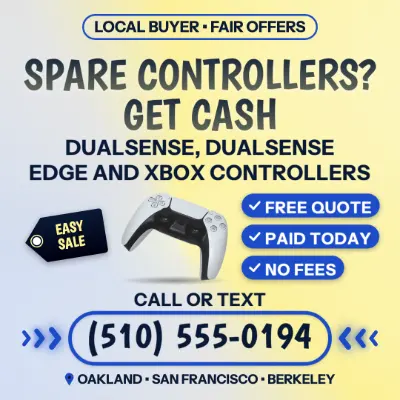 LOCAL BUYER • FAIR OFFERS
SPARE CONTROLLERS?
GET CASH
DUALSENSE, DUALSENSE
EDGE AND XBOX CONTROLLERS
EASY
SALE
FREE QUOTE
PAID TODAY
NO FEES
CALL OR TEXT
(510) 555-0194
OAKLAND • SAN FRANCISCO • BERKELEY